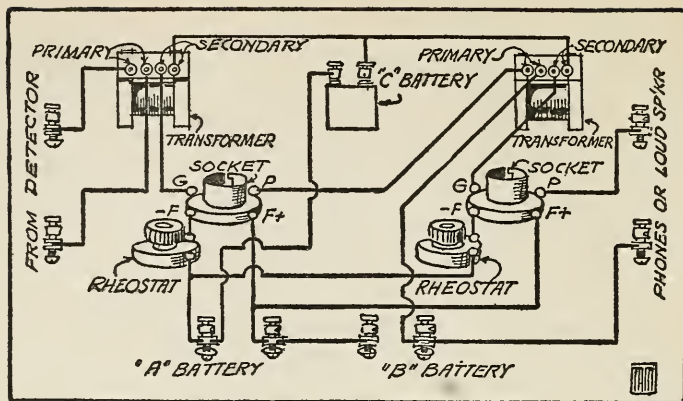 PRIMARY
SECONDARY
"C" BATTERY
PRIMARY
SECONDARY
FROM DETECTOR
TRANSFORMER
TRANSFORMER
SOCKET
SOCKET
G
P
G
P
-F
F+
-F
F+
RHEOSTAT
RHEOSTAT
PHONES OR LOUD SP'KR
"A" BATTERY
"B" BATTERY